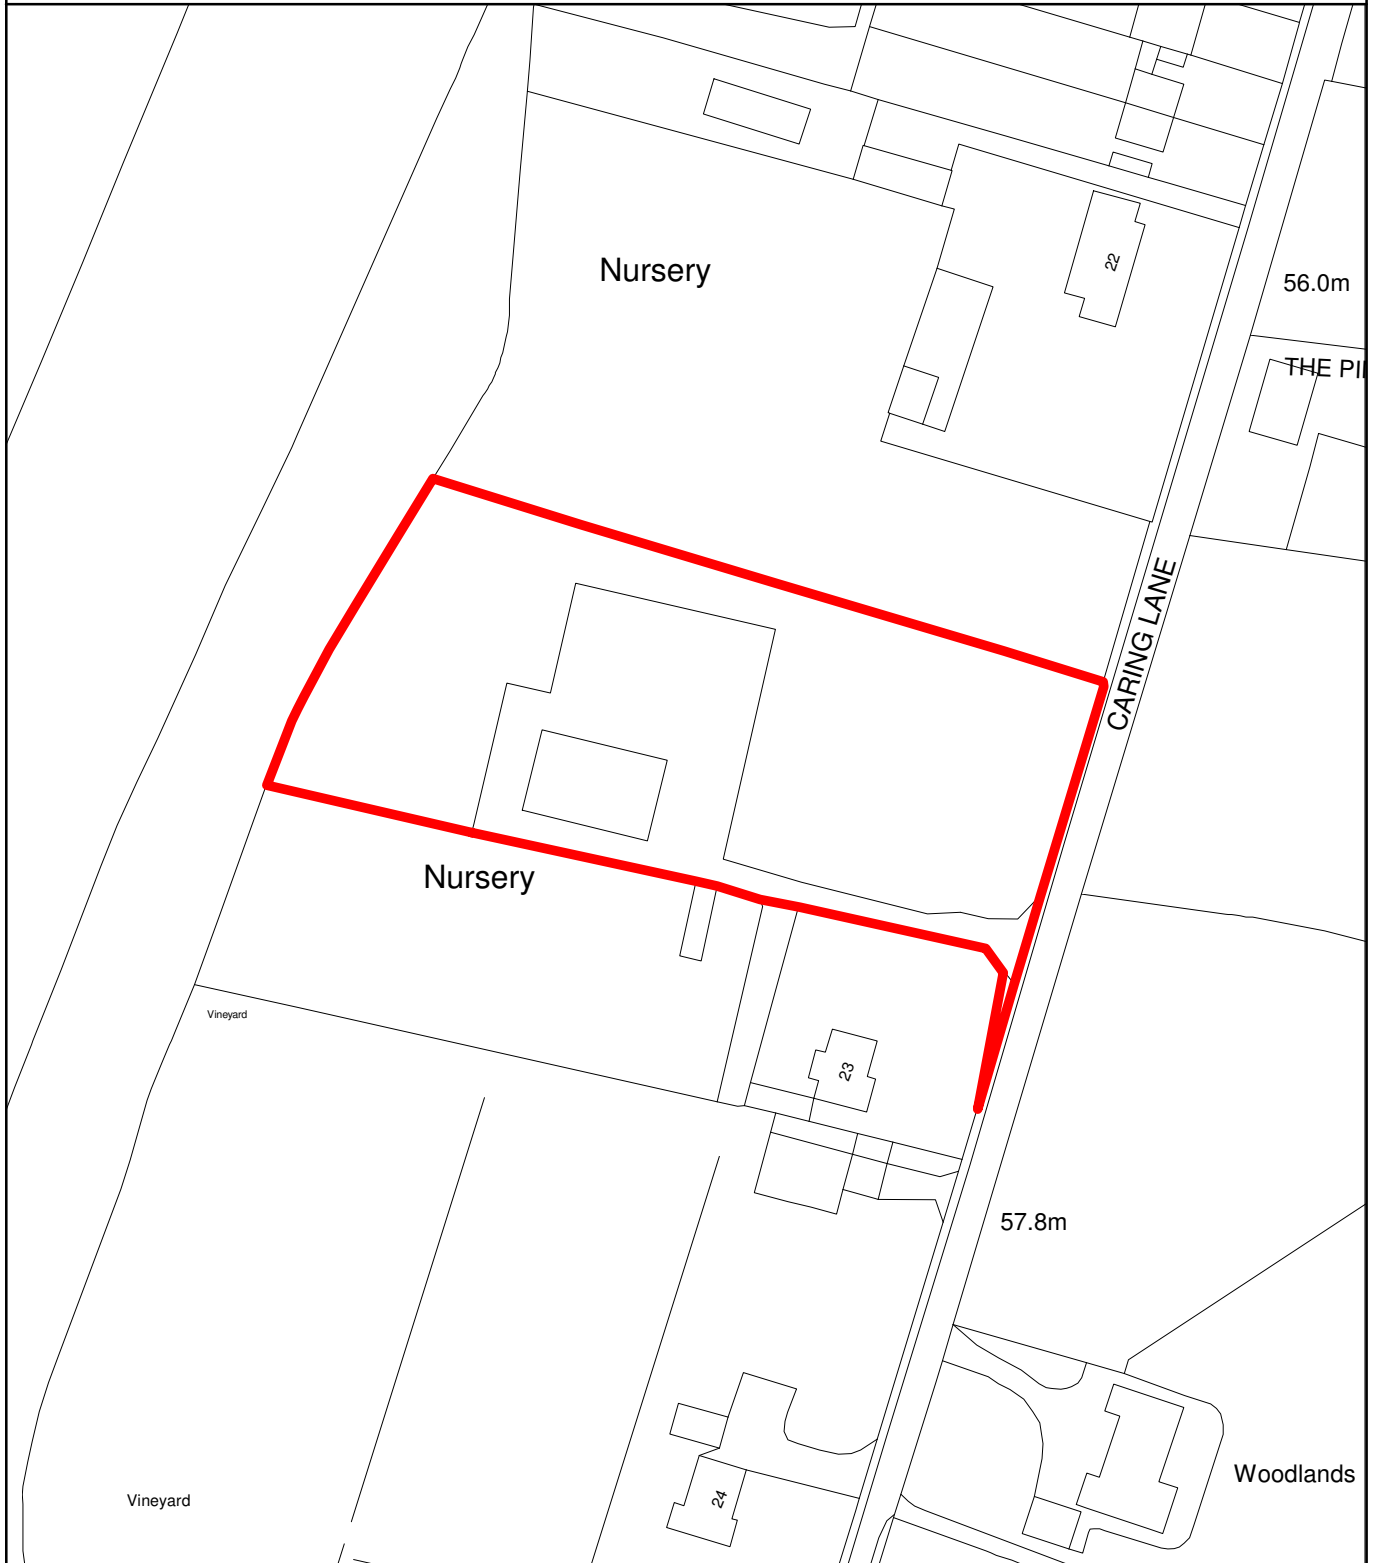 Nursery
22
56.0m
THE PI
CARING LANE
Nursery
Vineyard
23
57.8m
Woodlands
Vineyard
24